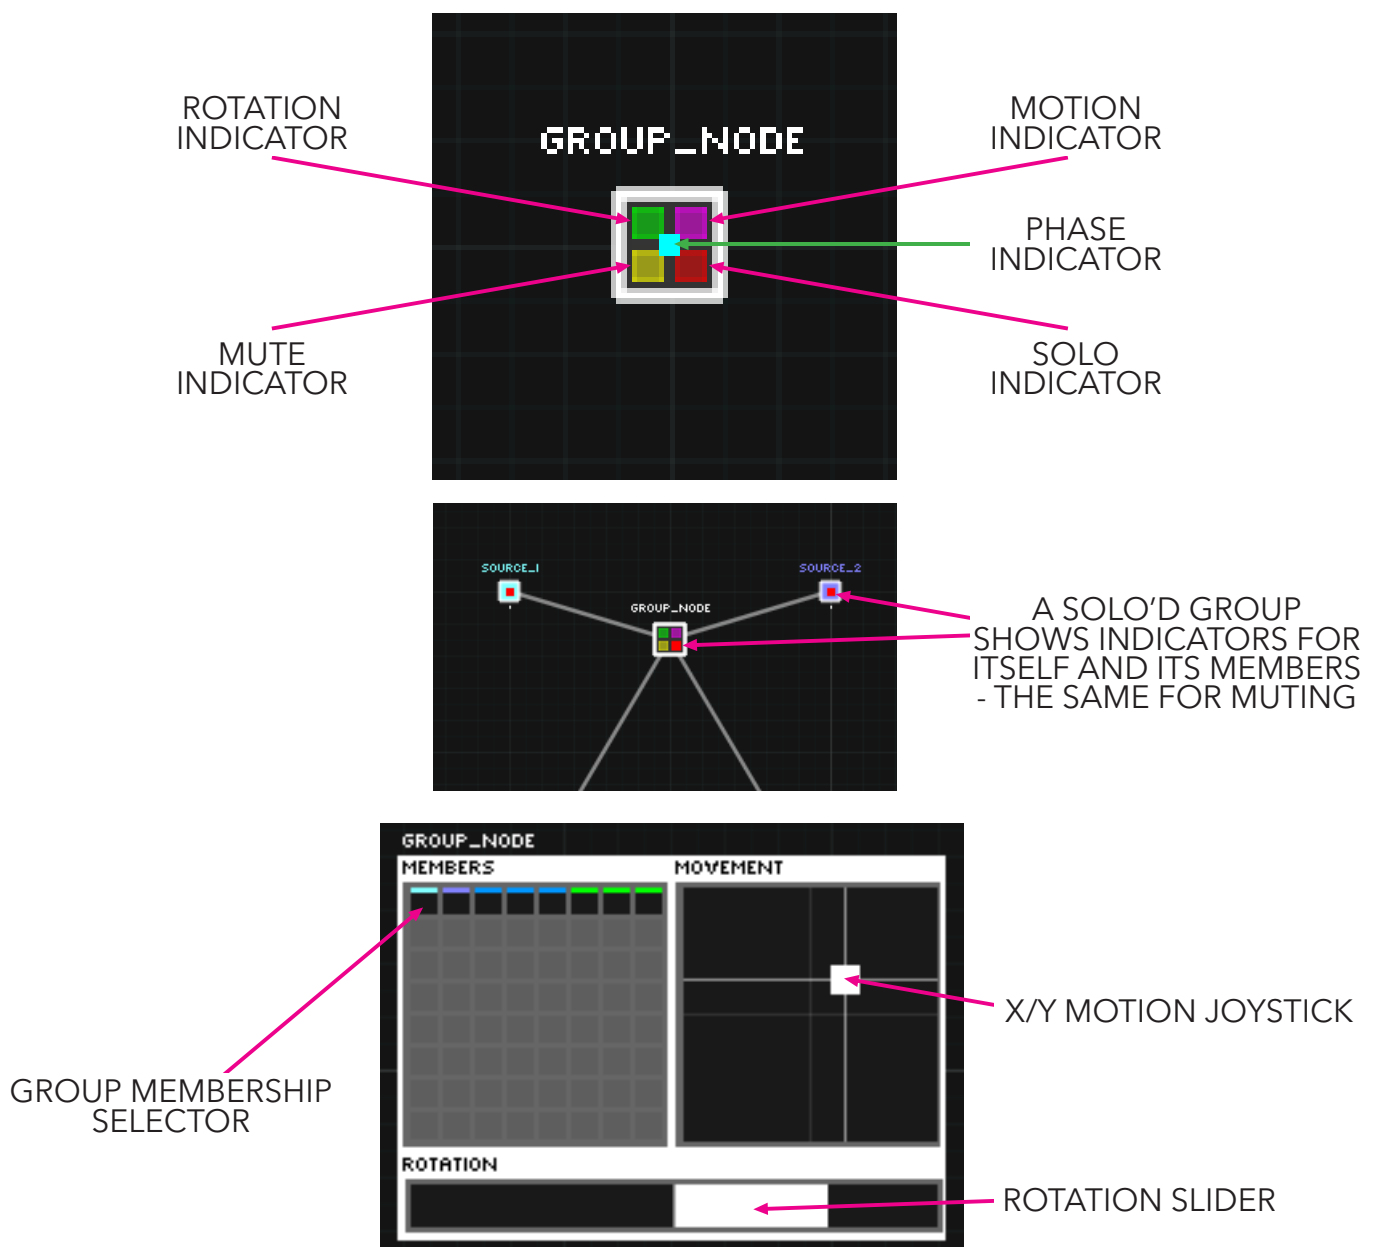 ROTATION
INDICATOR
MOTION
INDICATOR
GROUP_NODE
PHASE
INDICATOR
MUTE
INDICATOR
SOLO
INDICATOR
SOURCE_1
SOURCE_2
GROUP_NODE
A SOLO'D GROUP
SHOWS INDICATORS FOR
ITSELF AND ITS MEMBERS
- THE SAME FOR MUTING
GROUP_NODE
MEMBERS
MOVEMENT
X/Y MOTION JOYSTICK
GROUP MEMBERSHIP
SELECTOR
ROTATION
ROTATION SLIDER